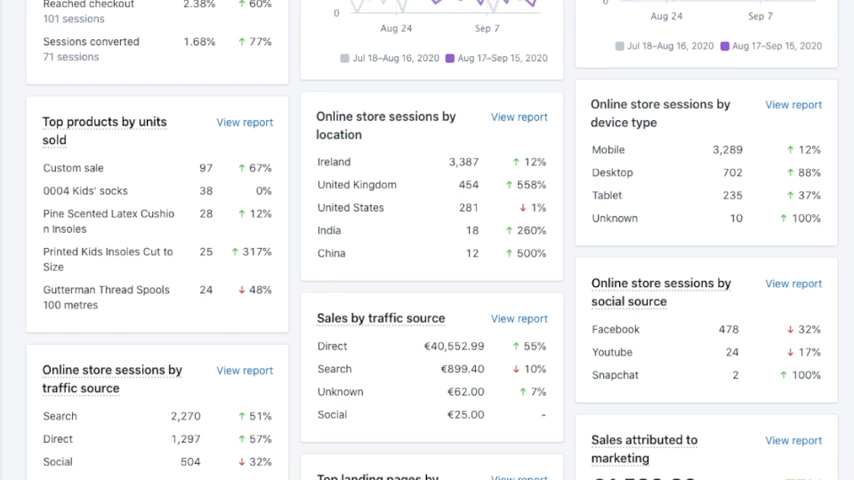 Reached checkout 2.38% ↑ 60%
101 sessions
Sessions converted 1.68% ↑ 77%
71 sessions
Top products by units
sold
View report
Custom sale 97 ↑ 67%
0004 Kids' socks 38 0%
Pine Scented Latex Cushio
n Insoles
28 ↑ 12%
Printed Kids Insoles Cut to
Size
25 ↑ 317%
Gutterman Thread Spools
100 metres
24 ↓ 48%
Online store sessions by
traffic source
View report
Search 2,270 ↑ 51%
Direct 1,297 ↑ 57%
Social 504 ↓ 32%
0
Aug 24 Sep 7
Jul 18–Aug 16, 2020 Aug 17–Sep 15, 2020
Online store sessions by
location
View report
Ireland 3,387 ↑ 12%
United Kingdom 454 ↑ 558%
United States 281 ↓ 1%
India 18 ↑ 260%
China 12 ↑ 500%
Sales by traffic source View report
Direct €40,552.99 ↑ 55%
Search €899.40 ↓ 10%
Unknown €62.00 ↑ 7%
Social €25.00 -
Top landing pages by View report
0
Aug 24 Sep 7
Jul 18–Aug 16, 2020 Aug 17–Sep 15, 2020
Online store sessions by
device type
View report
Mobile 3,289 ↑ 12%
Desktop 702 ↑ 88%
Tablet 235 ↑ 37%
Unknown 10 ↑ 100%
Online store sessions by
social source
View report
Facebook 478 ↓ 32%
Youtube 24 ↓ 17%
Snapchat 2 ↑ 100%
Sales attributed to
marketing
View report